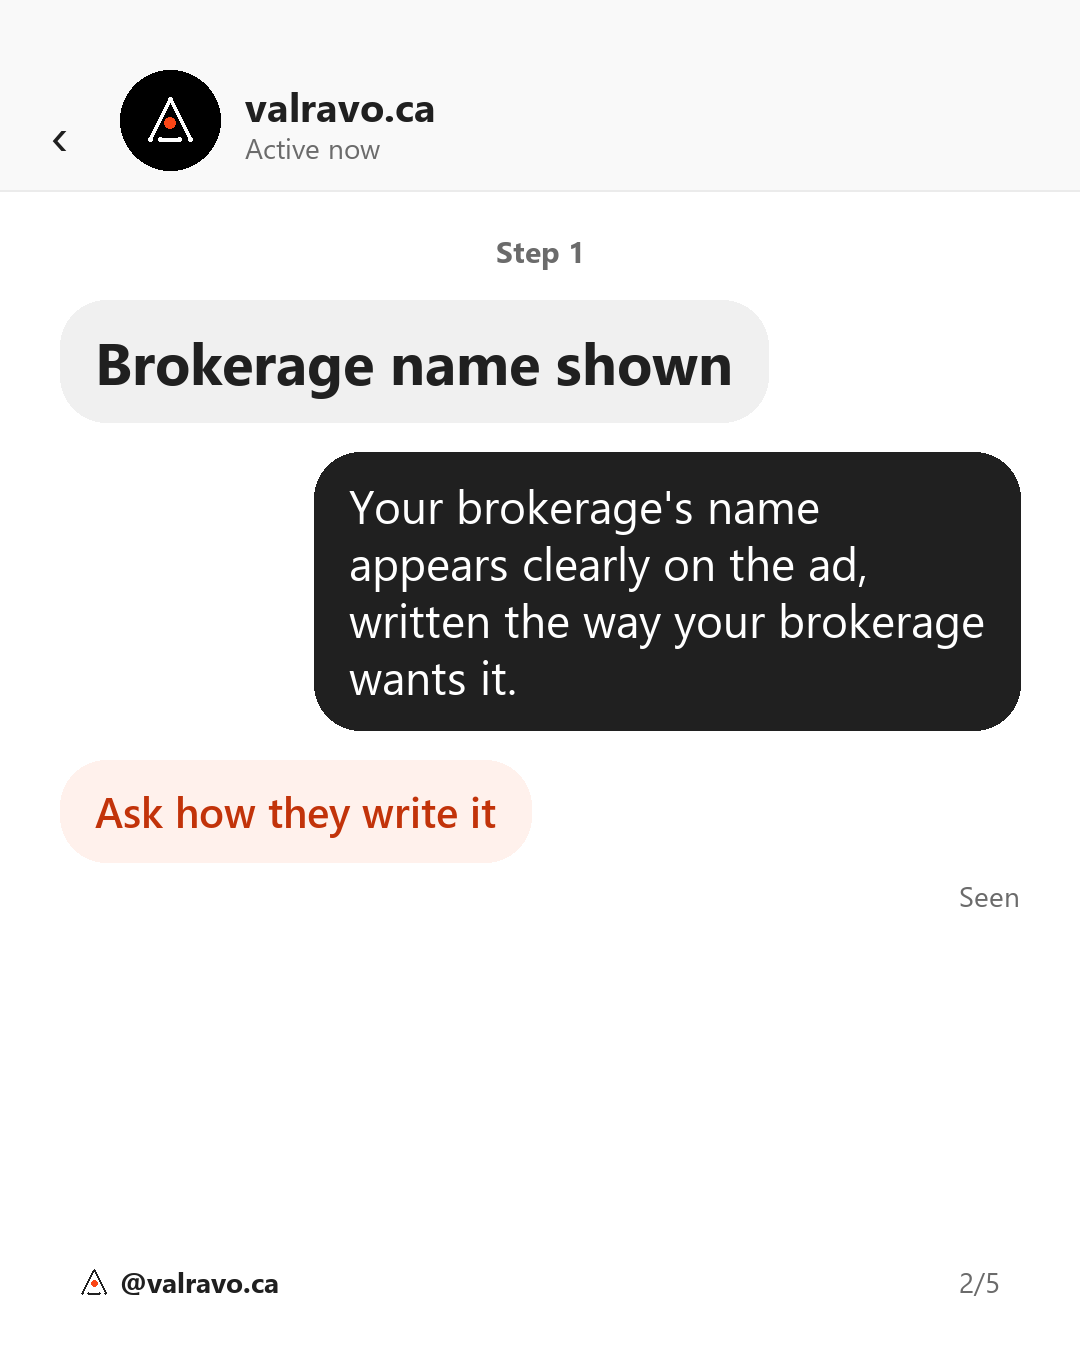 ‹
valravo.ca
Active now
Step 1
Brokerage name shown
Your brokerage's name
appears clearly on the ad,
written the way your brokerage
wants it.
Ask how they write it
Seen
@valravo.ca
2/5